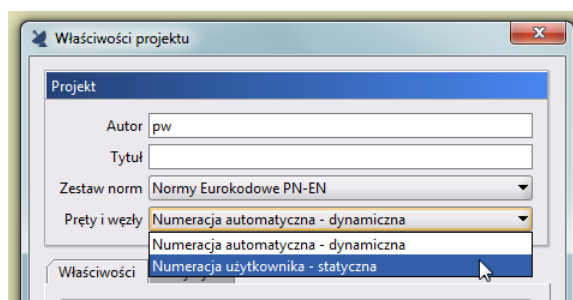 Właściwości projektu
Projekt
Autor pw
Tytuł
Zestaw norm Normy Eurokodowe PN-EN
Pręty i węzły Numeracja automatyczna - dynamiczna
Numeracja automatyczna - dynamiczna
Właściwości Numeracja użytkownika - statyczna